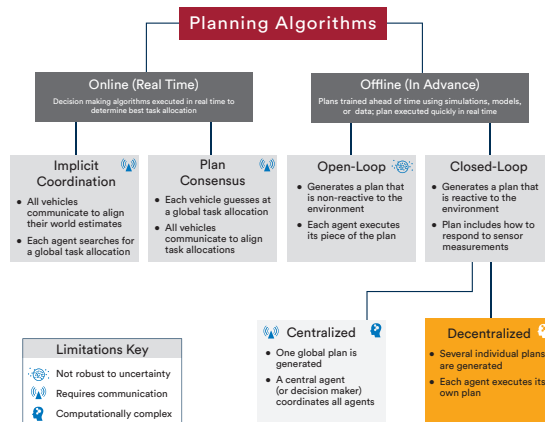 Planning Algorithms
Online (Real Time)
Decision making algorithms executed in real time to
determine best task allocation
Offline (In Advance)
Plans trained ahead of time using simulations, models,
or data; plan executed quickly in real time
Implicit
Coordination
• All vehicles
communicate to align
their world estimates
• Each agent searches for
a global task allocation
Plan
Consensus
• Each vehicle guesses at
a global task allocation
• All vehicles
communicate to align
task allocations
Open-Loop
• Generates a plan that
is non-reactive to the
environment
• Each agent executes
its piece of the plan
Closed-Loop
• Generates a plan that
is reactive to the
environment
• Plan includes how to
respond to sensor
measurements
Centralized
• One global plan is
generated
• A central agent
(or decision maker)
coordinates all agents
Decentralized
• Several individual plans
are generated
• Each agent executes its
own plan
Limitations Key
Not robust to uncertainty
Requires communication
Computationally complex